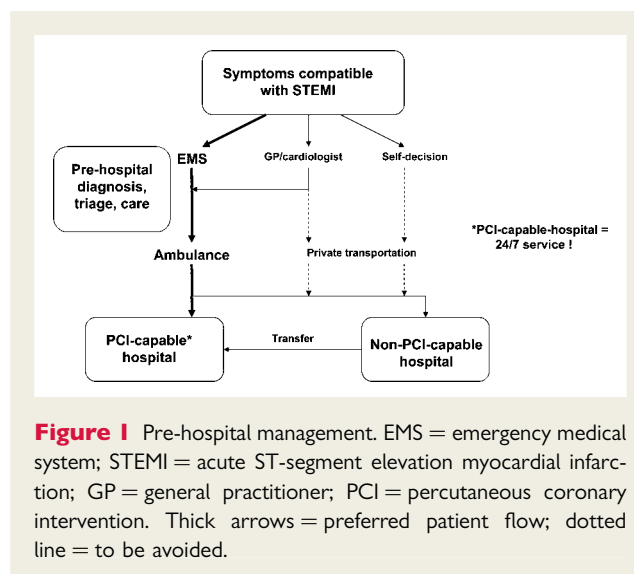 Symptoms compatible
with STEMI
EMS
GP/cardiologist
Self-decision
Pre-hospital
diagnosis,
triage, care
*PCI-capable-hospital =
24/7 service !
Ambulance
Private transportation
PCI-capable*
hospital
Transfer
Non-PCI-capable
hospital
Figure 1 Pre-hospital management. EMS = emergency medical
system; STEMI = acute ST-segment elevation myocardial infarc-
tion; GP = general practitioner; PCI = percutaneous coronary
intervention. Thick arrows = preferred patient flow; dotted
line = to be avoided.